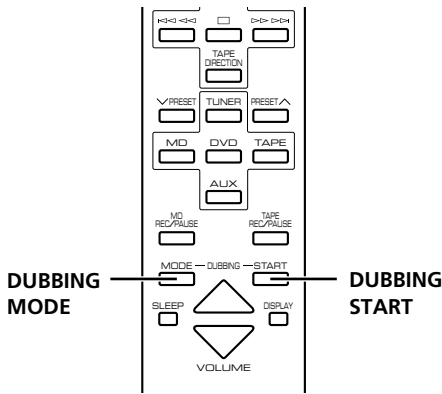 TAPE
DIRECTION
PRESET TUNER PRESET
MD DVD TAPE
AUX
MD
REC/PAUSE
TAPE
REC/PAUSE
MODE DUBBING START
DUBBING
MODE
DUBBING
START
SLEEP DISPLAY
VOLUME